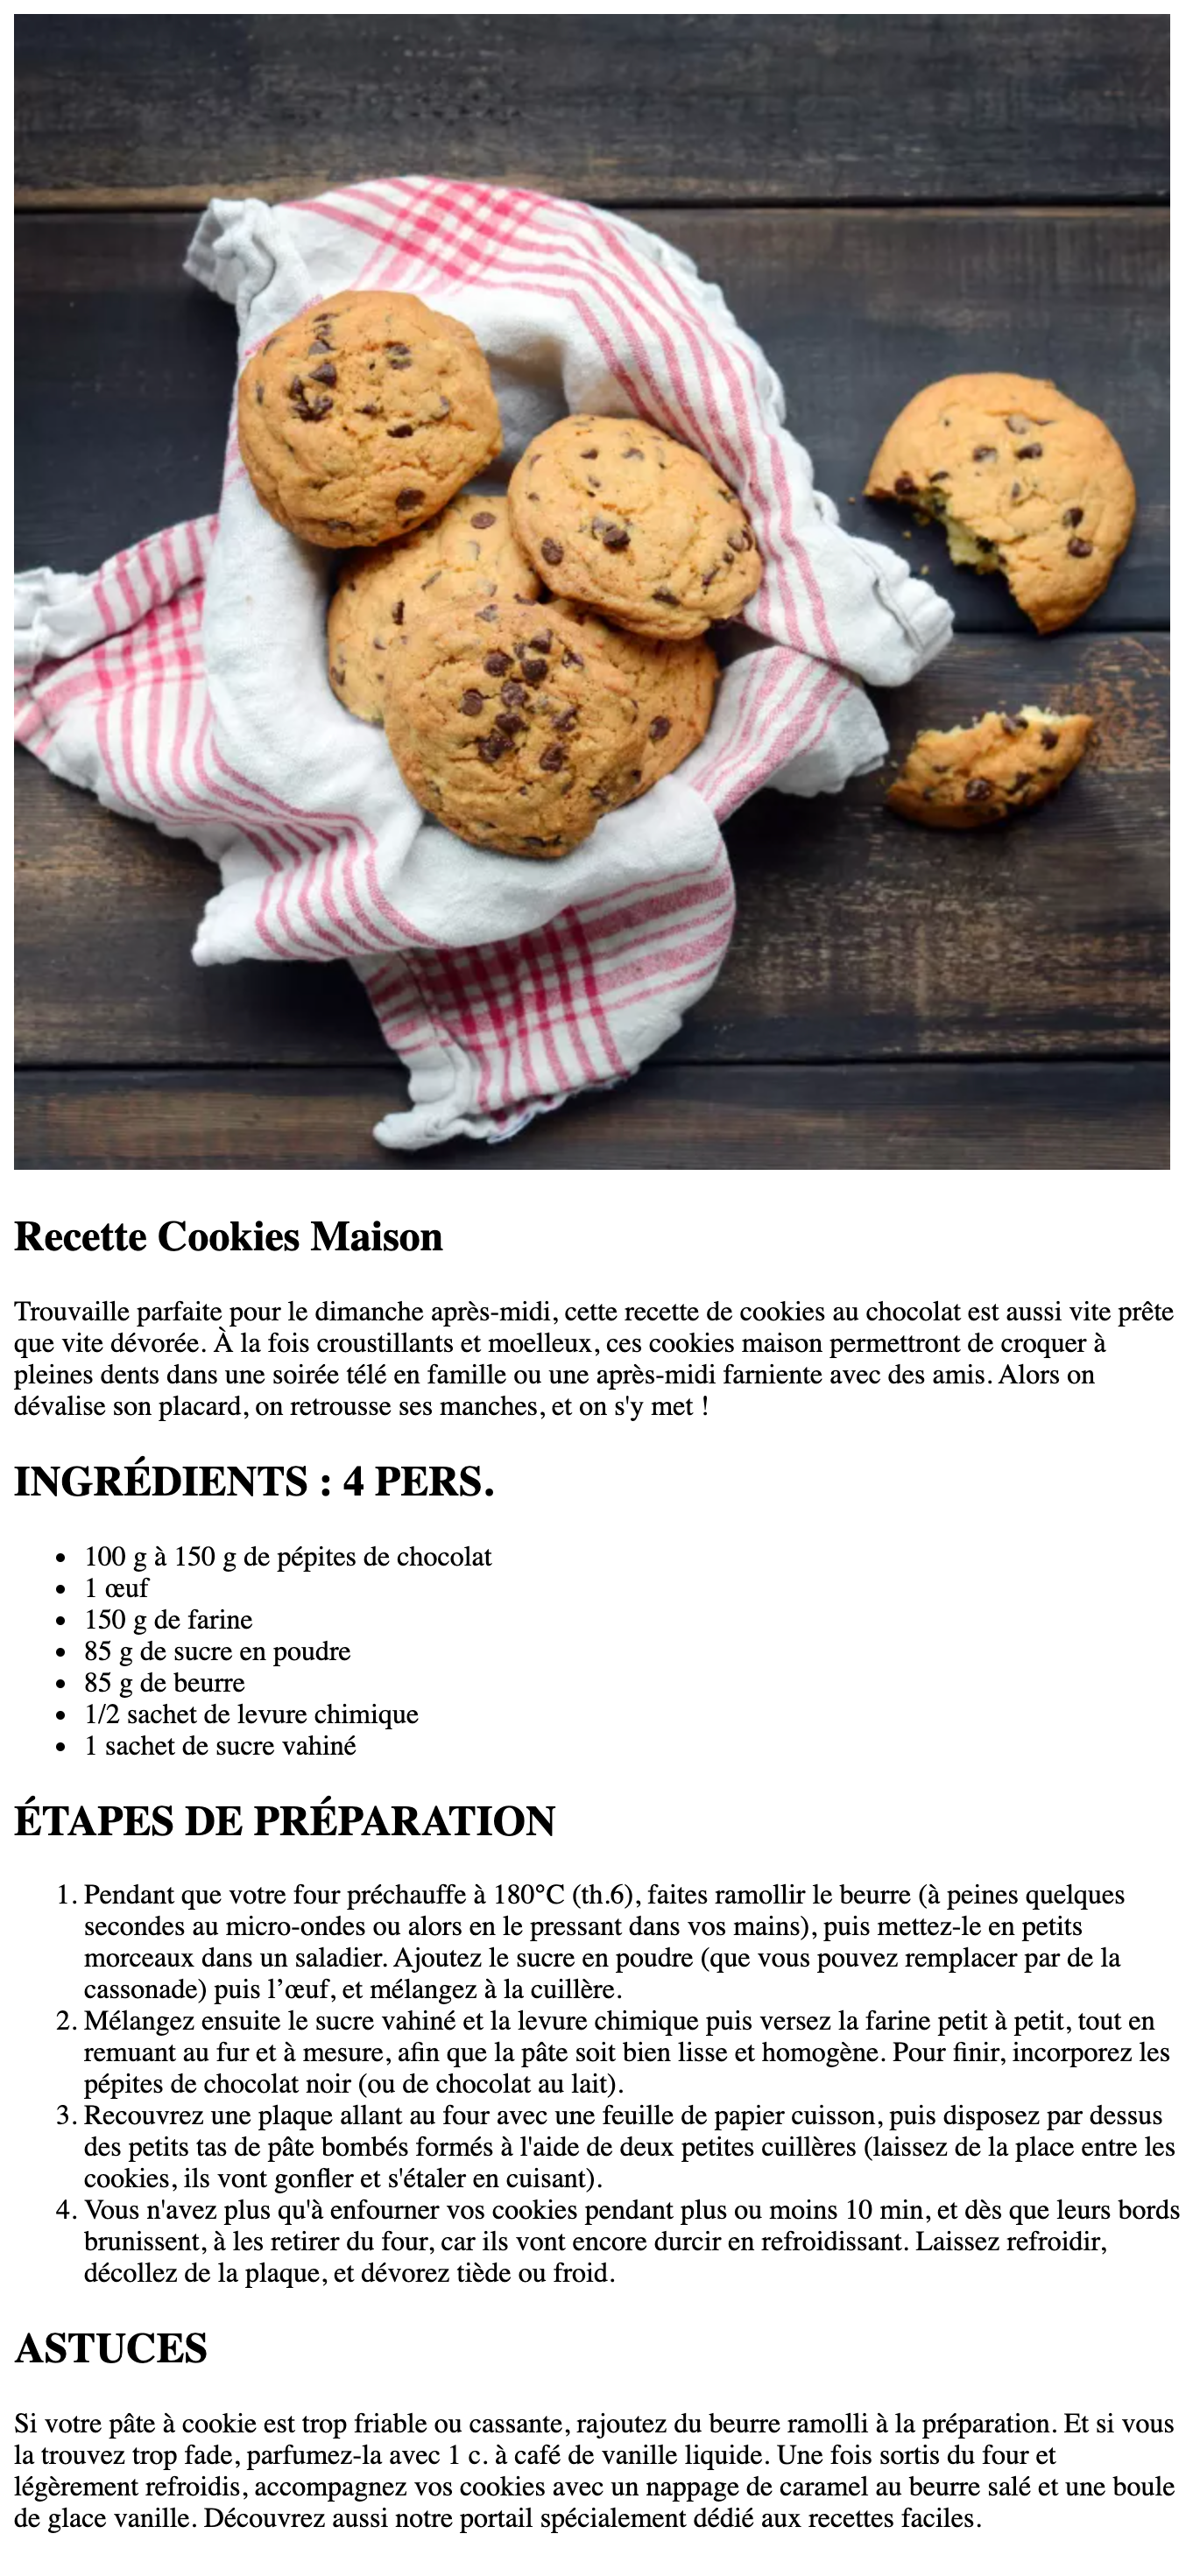 Recette Cookies Maison
Trouvaille parfaite pour le dimanche après-midi, cette recette de cookies au chocolat est aussi vite prête
que vite dévorée. À la fois croustillants et moelleux, ces cookies maison permettront de croquer à
pleines dents dans une soirée télé en famille ou une après-midi farniente avec des amis. Alors on
dévalise son placard, on retrousse ses manches, et on s'y met !
INGRÉDIENTS : 4 PERS.
• 100 g à 150 g de pépites de chocolat
• 1 œuf
• 150 g de farine
• 85 g de sucre en poudre
• 85 g de beurre
• 1/2 sachet de levure chimique
• 1 sachet de sucre vahiné
ÉTAPES DE PRÉPARATION
1. Pendant que votre four préchauffe à 180°C (th.6), faites ramollir le beurre (à peines quelques
secondes au micro-ondes ou alors en le pressant dans vos mains), puis mettez-le en petits
morceaux dans un saladier. Ajoutez le sucre en poudre (que vous pouvez remplacer par de la
cassonade) puis l’œuf, et mélangez à la cuillère.
2. Mélangez ensuite le sucre vahiné et la levure chimique puis versez la farine petit à petit, tout en
remuant au fur et à mesure, afin que la pâte soit bien lisse et homogène. Pour finir, incorporez les
pépites de chocolat noir (ou de chocolat au lait).
3. Recouvrez une plaque allant au four avec une feuille de papier cuisson, puis disposez par dessus
des petits tas de pâte bombés formés à l'aide de deux petites cuillères (laissez de la place entre les
cookies, ils vont gonfler et s'étaler en cuisant).
4. Vous n'avez plus qu'à enfourner vos cookies pendant plus ou moins 10 min, et dès que leurs bords
brunissent, à les retirer du four, car ils vont encore durcir en refroidissant. Laissez refroidir,
décollez de la plaque, et dévorez tiède ou froid.
ASTUCES
Si votre pâte à cookie est trop friable ou cassante, rajoutez du beurre ramolli à la préparation. Et si vous
la trouvez trop fade, parfumez-la avec 1 c. à café de vanille liquide. Une fois sortis du four et
légèrement refroidis, accompagnez vos cookies avec un nappage de caramel au beurre salé et une boule
de glace vanille. Découvrez aussi notre portail spécialement dédié aux recettes faciles.